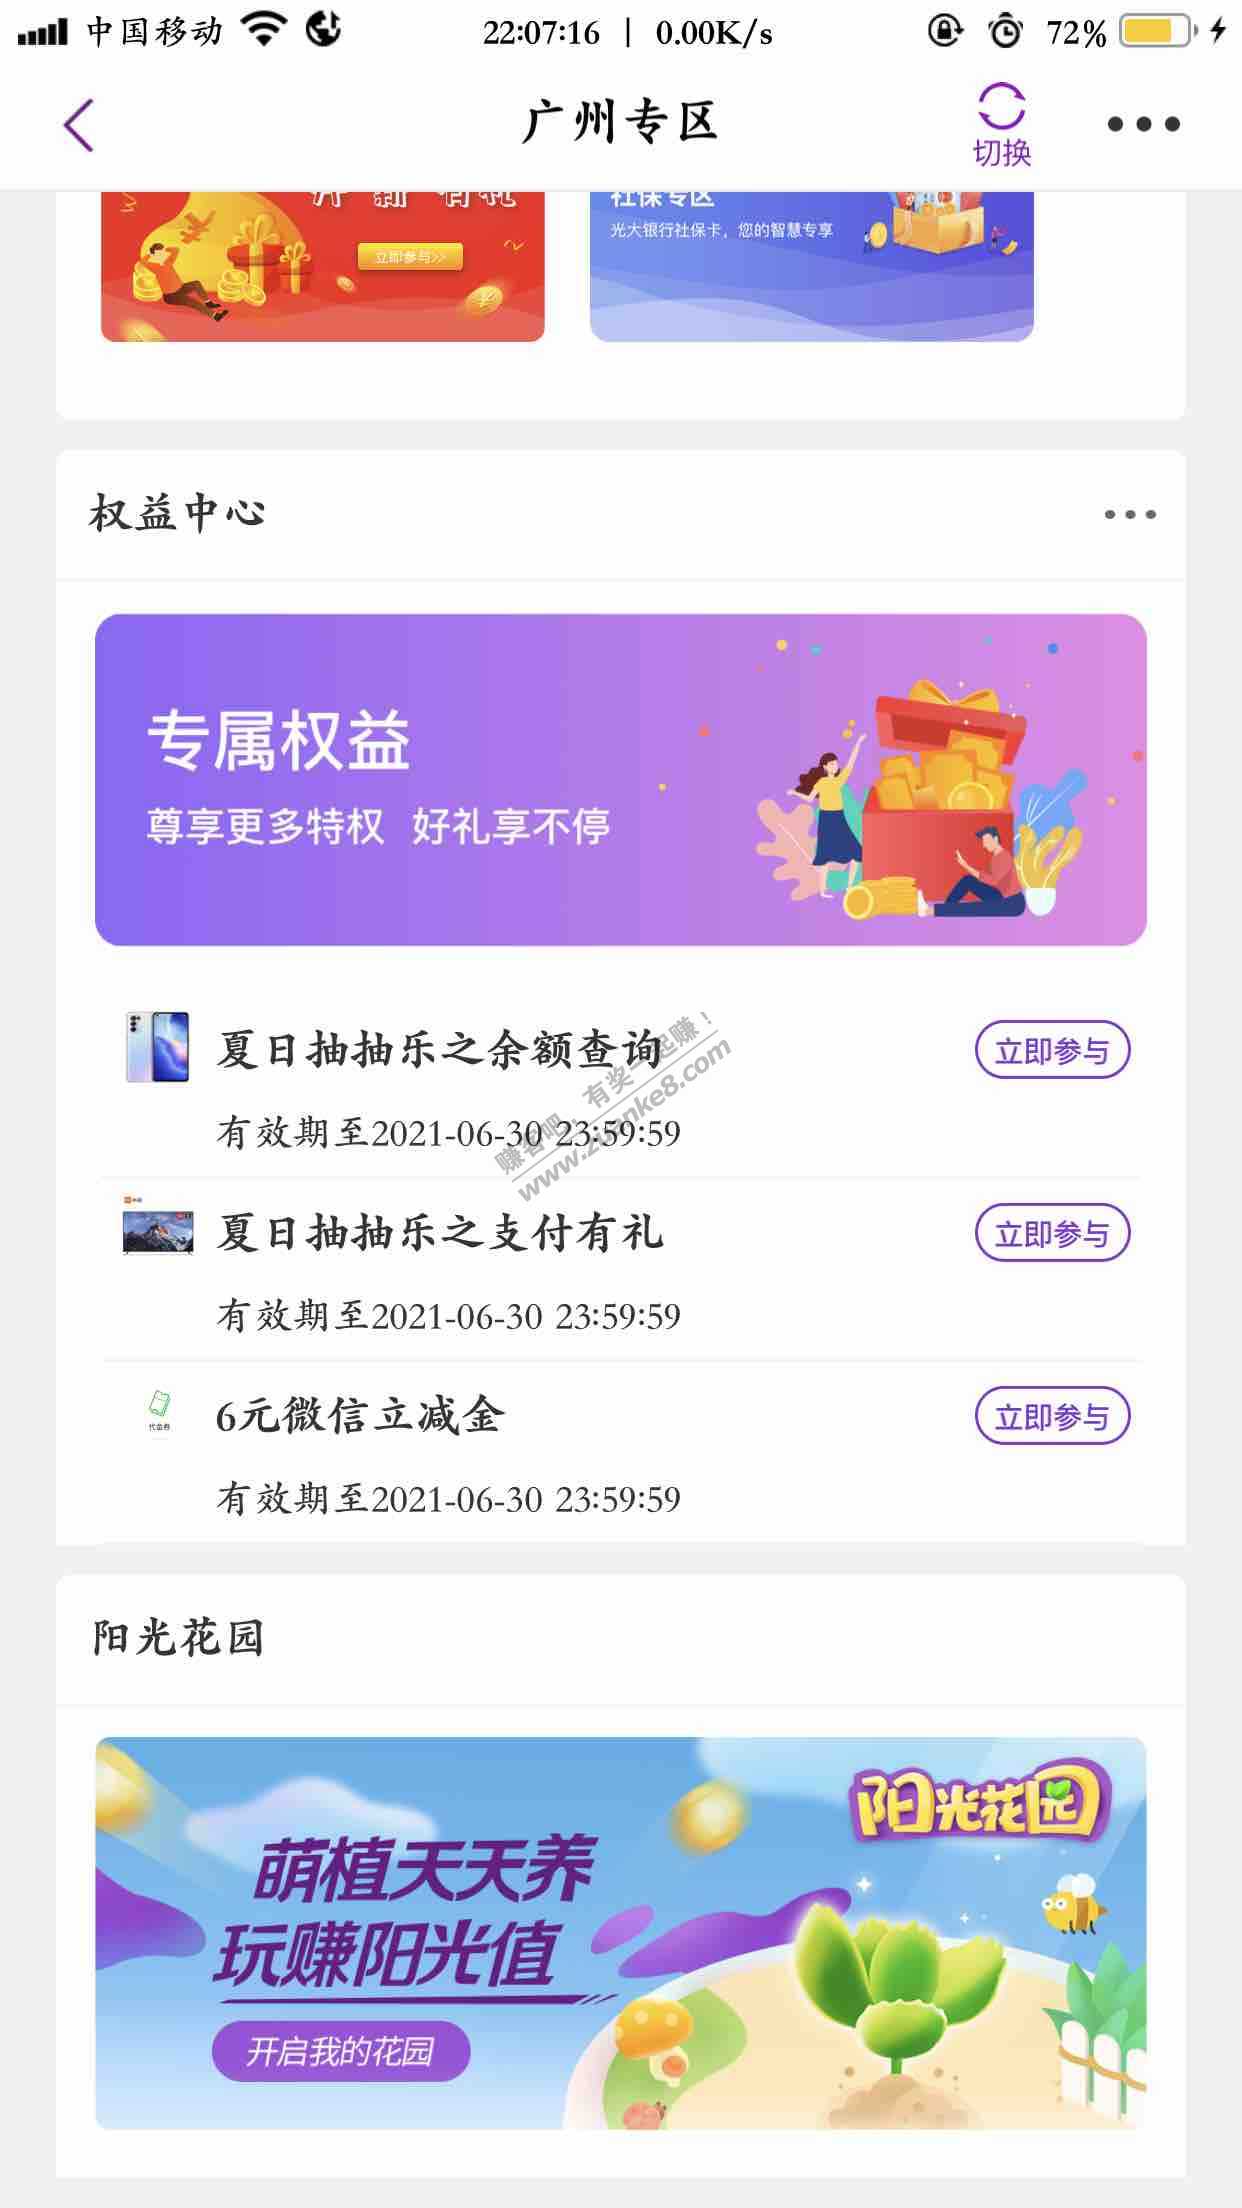 中国移动 22:07:16 | 0.00K/s 72%
广州专区
切换
开 新 有礼
立即参与>>
社保专区
光大银行社保卡，您的智慧专享
权益中心
专属权益
尊享更多特权 好礼享不停
夏日抽抽乐之余额查询
立即参与
有效期至2021-06-30 23:59:59
夏日抽抽乐之支付有礼
立即参与
有效期至2021-06-30 23:59:59
代金券
6元微信立减金
立即参与
有效期至2021-06-30 23:59:59
赚客吧，有奖一起赚！
www.zuanke8.com
阳光花园
阳光花园
萌植天天养
玩赚阳光值
开启我的花园